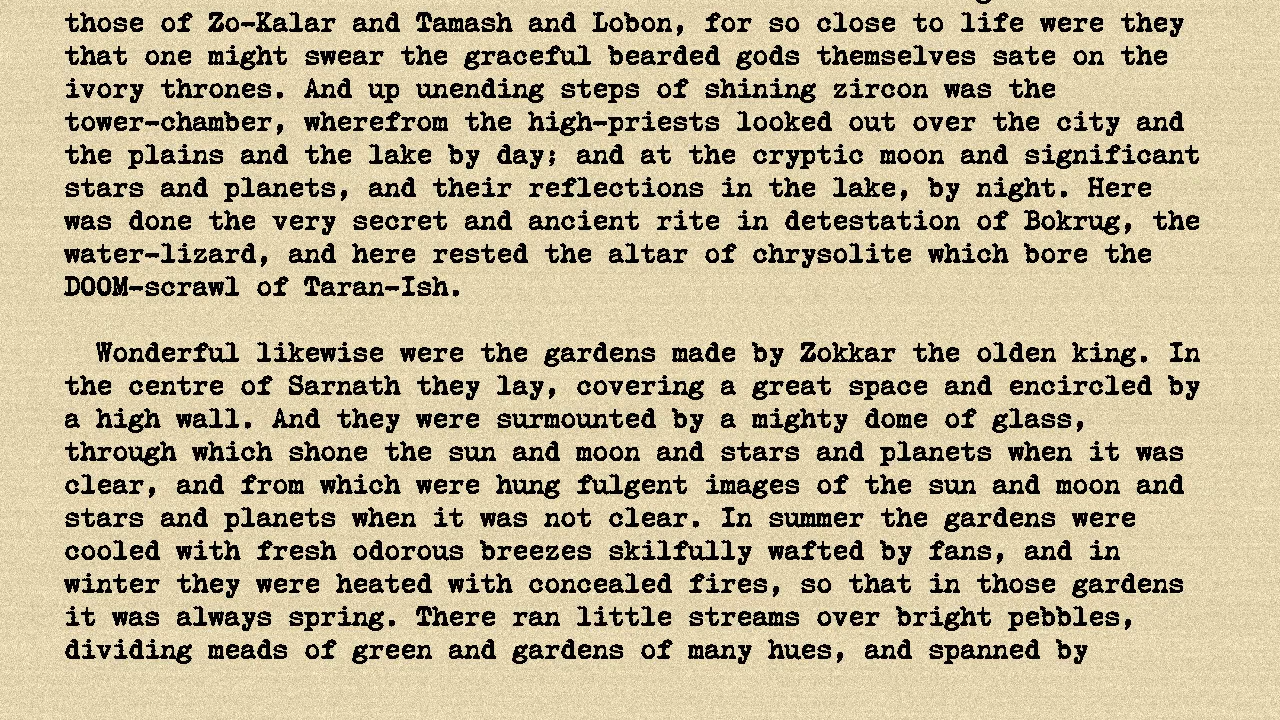 those of Zo-Kalar and Tamash and Lobon, for so close to life were they
that one might swear the graceful bearded gods themselves sate on the
ivory thrones. And up unending steps of shining zircon was the
tower-chamber, wherefrom the high-priests looked out over the city and
the plains and the lake by day; and at the cryptic moon and significant
stars and planets, and their reflections in the lake, by night. Here
was done the very secret and ancient rite in detestation of Bokrug, the
water-lizard, and here rested the altar of chrysolite which bore the
DOOM-scrawl of Taran-Ish.
Wonderful likewise were the gardens made by Zokkar the olden king. In
the centre of Sarnath they lay, covering a great space and encircled by
a high wall. And they were surmounted by a mighty dome of glass,
through which shone the sun and moon and stars and planets when it was
clear, and from which were hung fulgent images of the sun and moon and
stars and planets when it was not clear. In summer the gardens were
cooled with fresh odorous breezes skilfully wafted by fans, and in
winter they were heated with concealed fires, so that in those gardens
it was always spring. There ran little streams over bright pebbles,
dividing meads of green and gardens of many hues, and spanned by